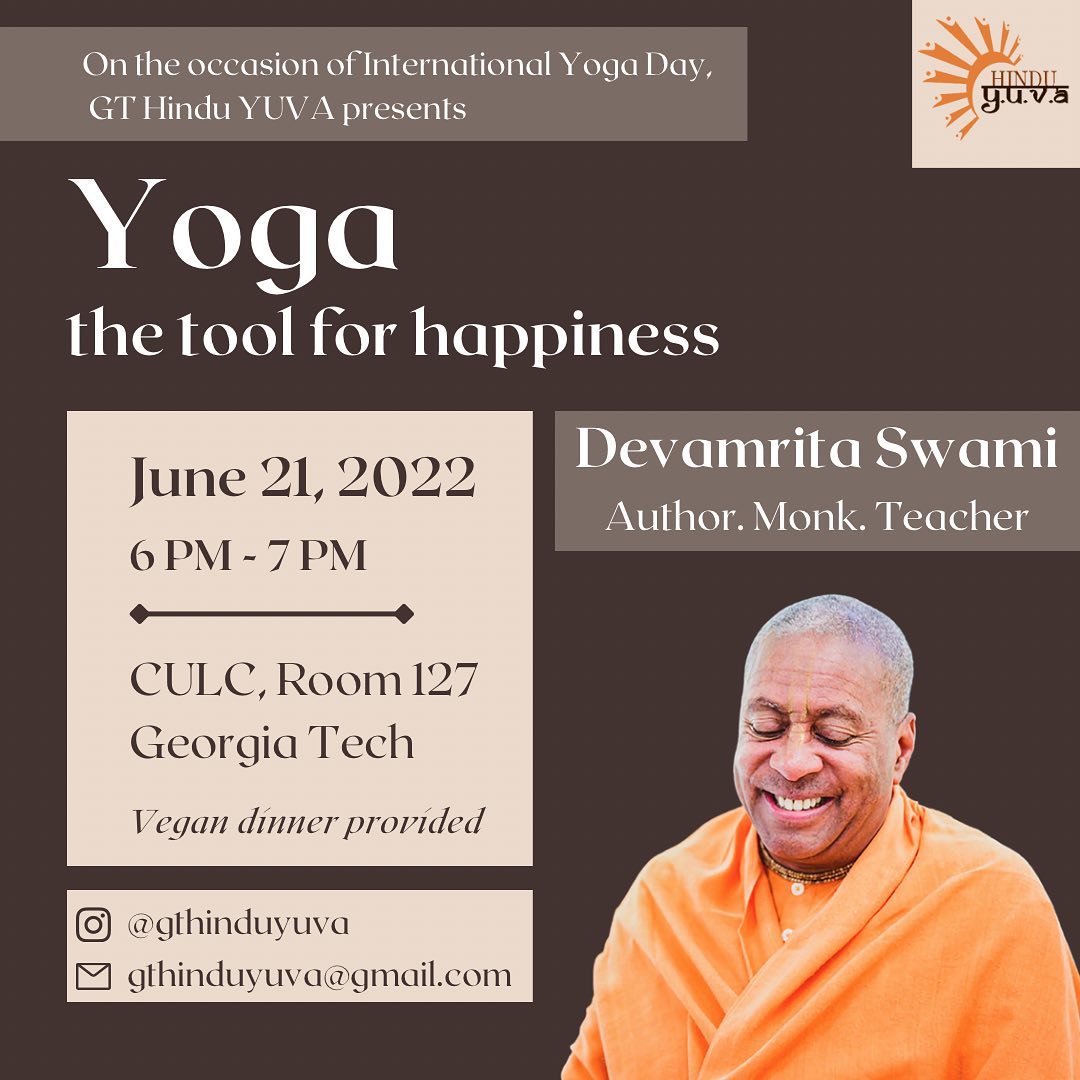 On the occasion of International Yoga Day,
GT Hindu YUVA presents
HINDU
y.u.v.a
Yoga
the tool for happiness
June 21, 2022
6 PM - 7 PM
CULC, Room 127
Georgia Tech
Vegan dinner provided
Devamrita Swami
Author. Monk. Teacher
@gthinduyuva
gthinduyuva@gmail.com